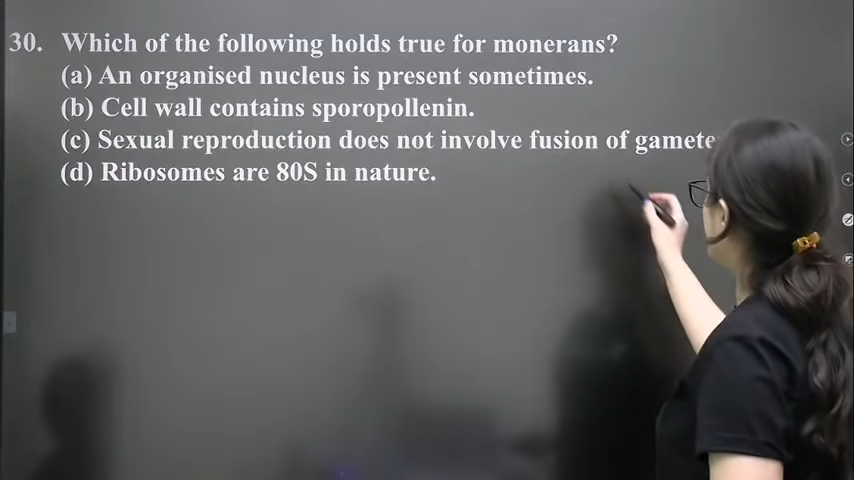 30. Which of the following holds true for monerans?
(a) An organised nucleus is present sometimes.
(b) Cell wall contains sporopollenin.
(c) Sexual reproduction does not involve fusion of gamete
(d) Ribosomes are 80S in nature.